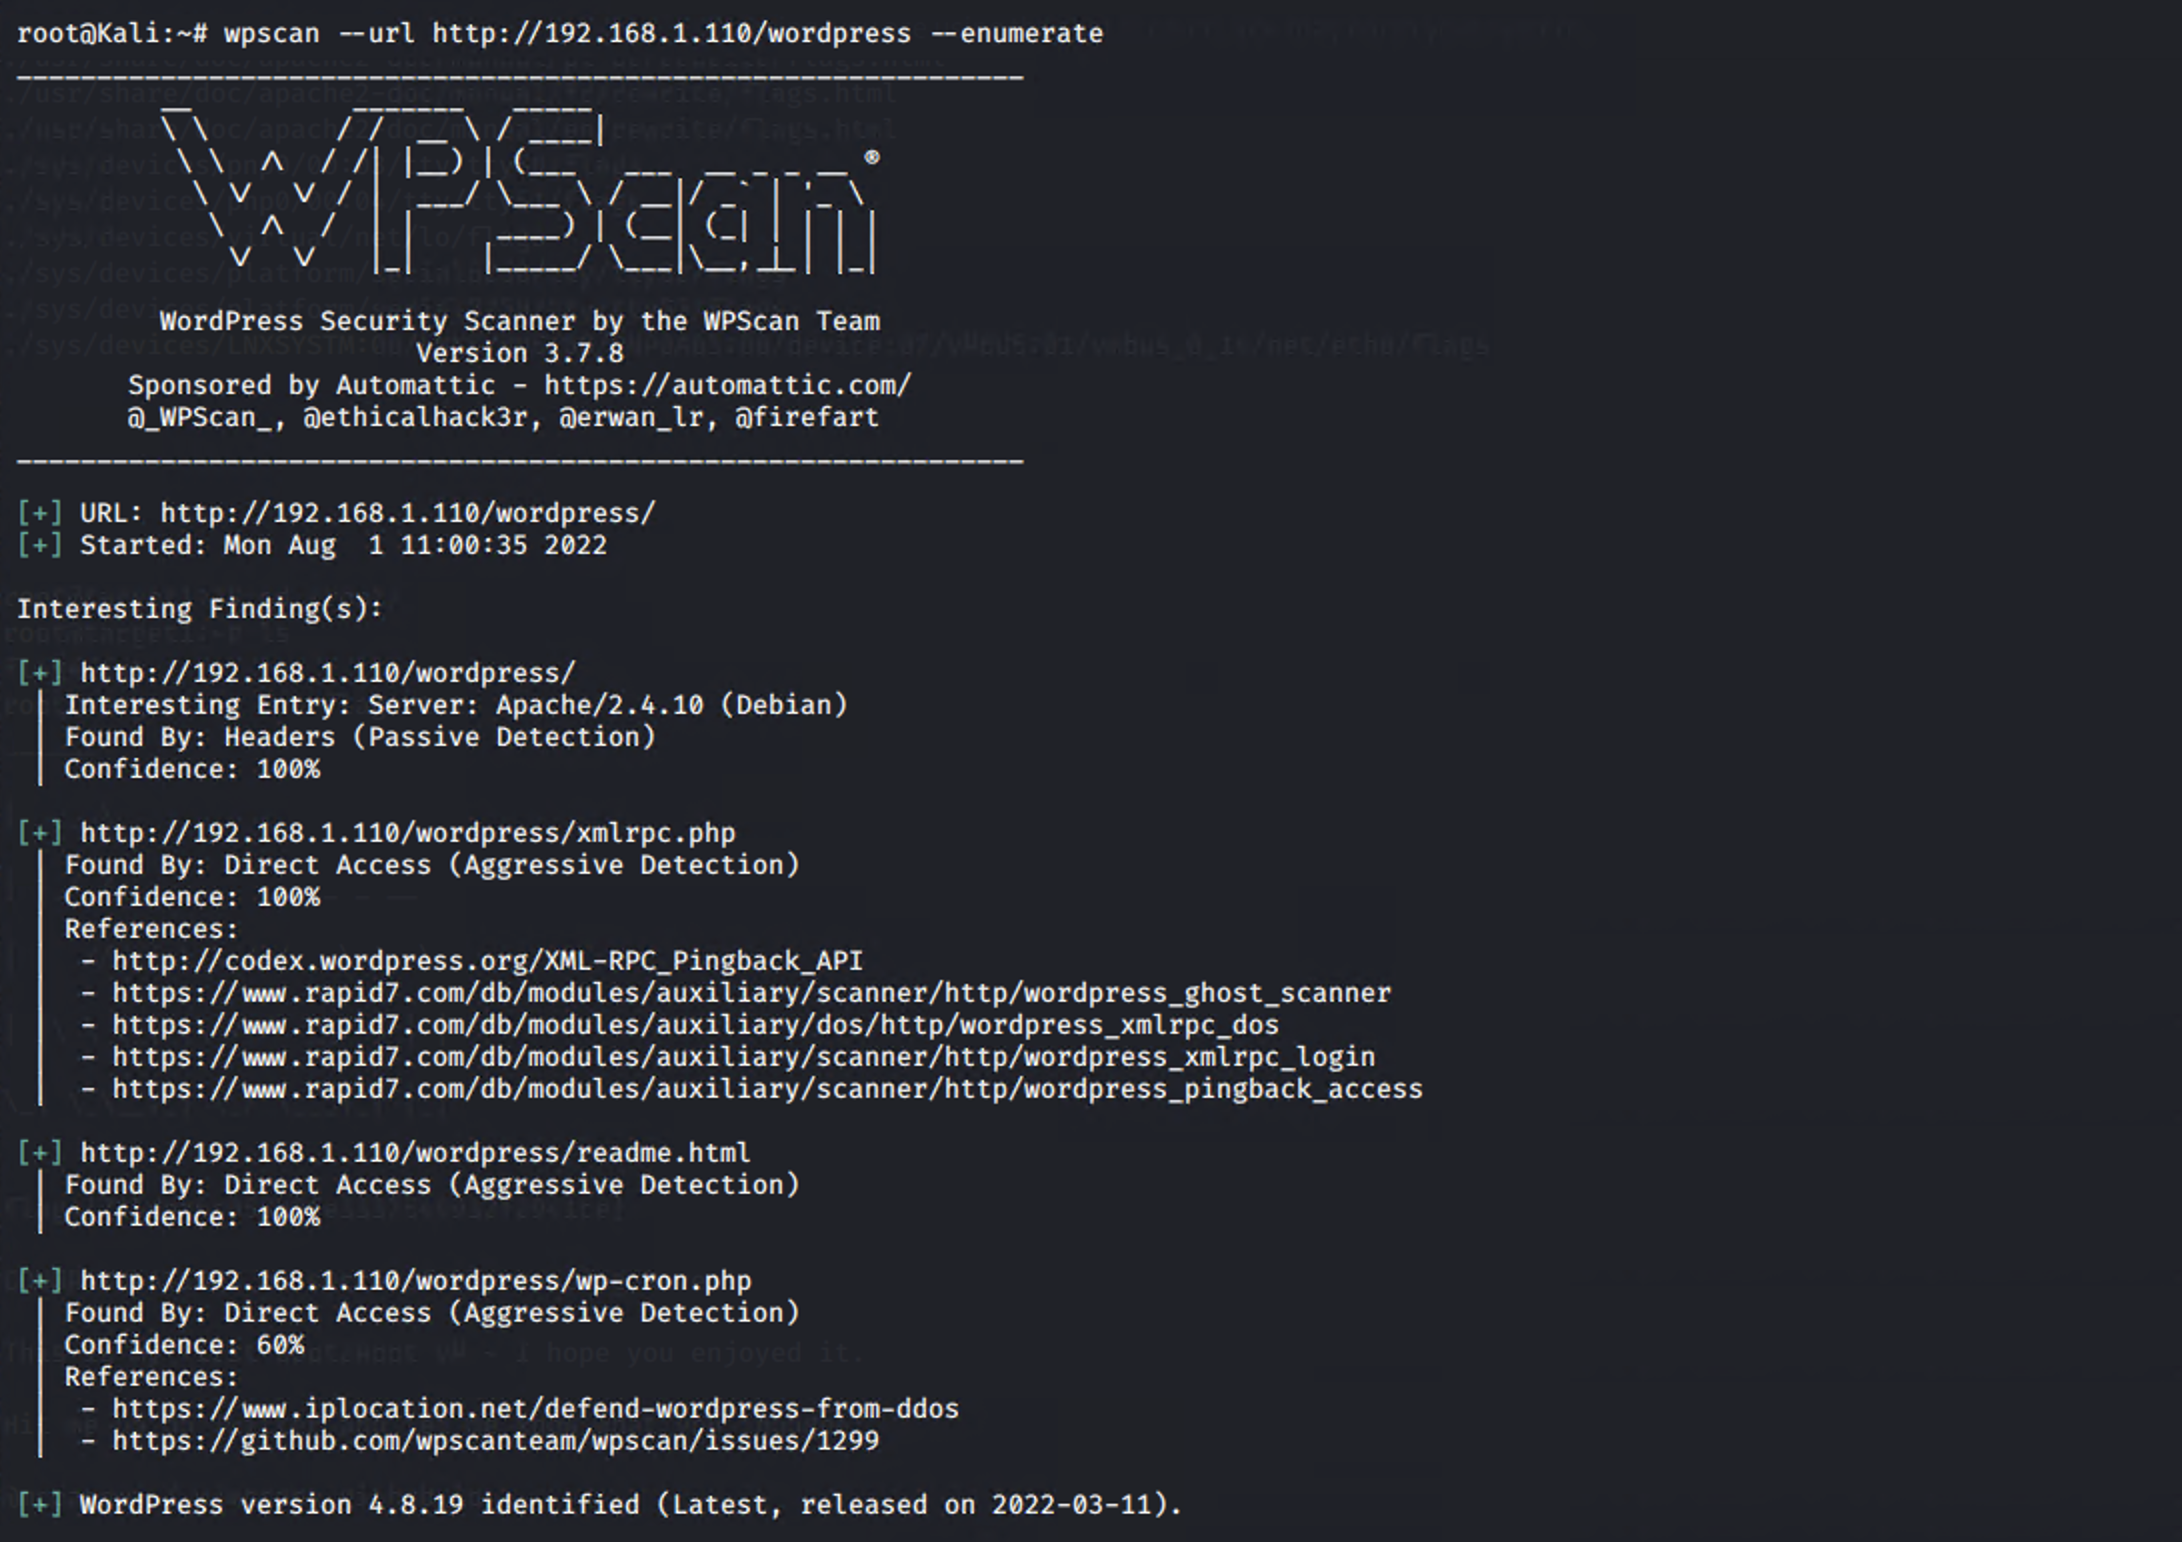 root@Kali:~# wpscan --url http://192.168.1.110/wordpress --enumerate
WPScan ®
WordPress Security Scanner by the WPScan Team
Version 3.7.8
Sponsored by Automattic - https://automattic.com/
@_WPScan_, @ethicalhack3r, @erwan_lr, @firefart
[+] URL: http://192.168.1.110/wordpress/
[+] Started: Mon Aug  1 11:00:35 2022
Interesting Finding(s):
[+] http://192.168.1.110/wordpress/
| Interesting Entry: Server: Apache/2.4.10 (Debian)
| Found By: Headers (Passive Detection)
| Confidence: 100%
[+] http://192.168.1.110/wordpress/xmlrpc.php
| Found By: Direct Access (Aggressive Detection)
| Confidence: 100%
| References:
|  - http://codex.wordpress.org/XML-RPC_Pingback_API
|  - https://www.rapid7.com/db/modules/auxiliary/scanner/http/wordpress_ghost_scanner
|  - https://www.rapid7.com/db/modules/auxiliary/dos/http/wordpress_xmlrpc_dos
|  - https://www.rapid7.com/db/modules/auxiliary/scanner/http/wordpress_xmlrpc_login
|  - https://www.rapid7.com/db/modules/auxiliary/scanner/http/wordpress_pingback_access
[+] http://192.168.1.110/wordpress/readme.html
| Found By: Direct Access (Aggressive Detection)
| Confidence: 100%
[+] http://192.168.1.110/wordpress/wp-cron.php
| Found By: Direct Access (Aggressive Detection)
| Confidence: 60%
| References:
|  - https://www.iplocation.net/defend-wordpress-from-ddos
|  - https://github.com/wpscanteam/wpscan/issues/1299
[+] WordPress version 4.8.19 identified (Latest, released on 2022-03-11).